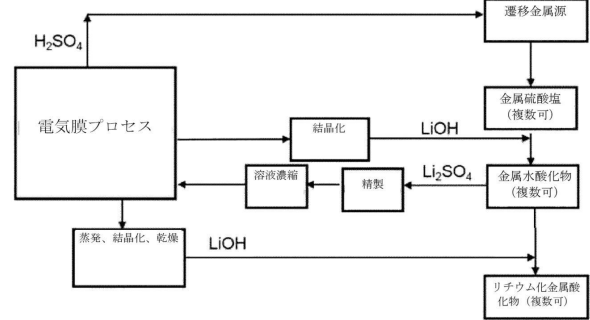 遷移金属源
H₂SO₄
電気膜プロセス
金属硫酸塩
（複数可）
結晶化
LiOH
溶液濃縮
精製
Li₂SO₄
金属水酸化物
（複数可）
蒸発、結晶化、乾燥
LiOH
リチウム化金属酸
化物（複数可）